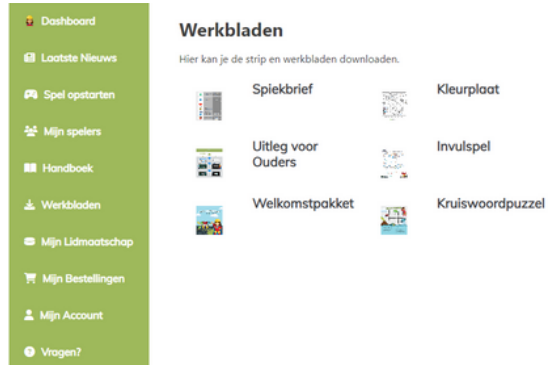 Dashboard
Laatste Nieuws
Spel opstarten
Mijn spelers
Handboek
Werkbladen
Mijn Lidmaatschap
Mijn Bestellingen
Mijn Account
Vragen?
Werkbladen
Hier kan je de strip en werkbladen downloaden.
Spiekbrief
Kleurplaat
Uitleg voor
Ouders
Invulspel
Welkomstpakket
Kruiswoordpuzzel